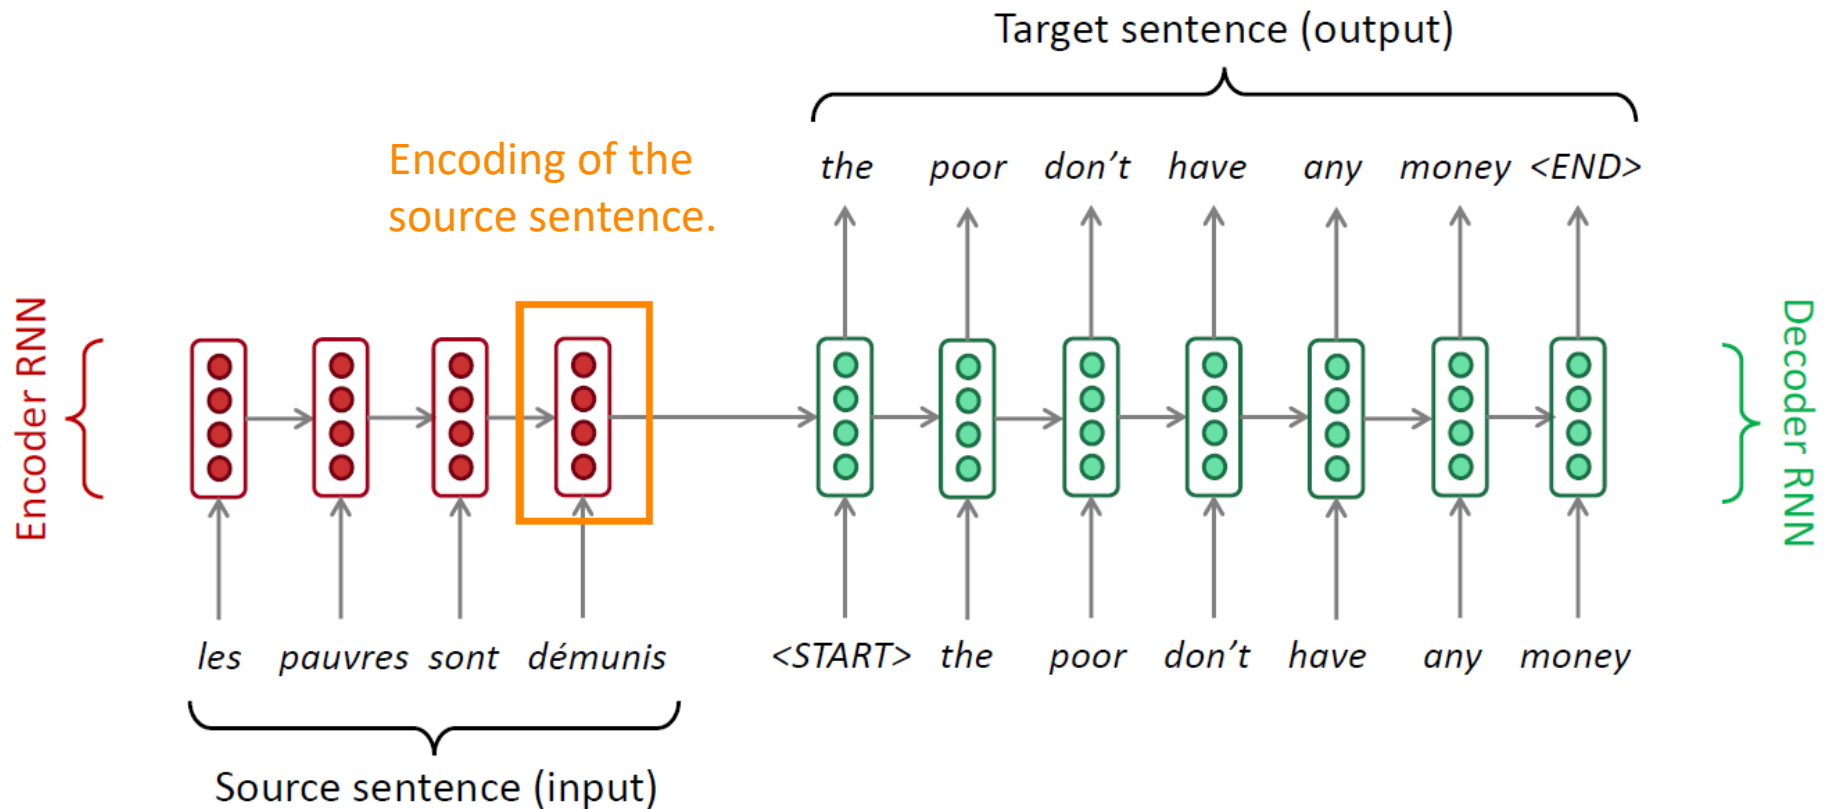 Target sentence (output)
Encoding of the
source sentence.
the poor don't have any money <END>
Encoder RNN
Decoder RNN
les pauvres sont démunis
<START> the poor don't have any money
Source sentence (input)